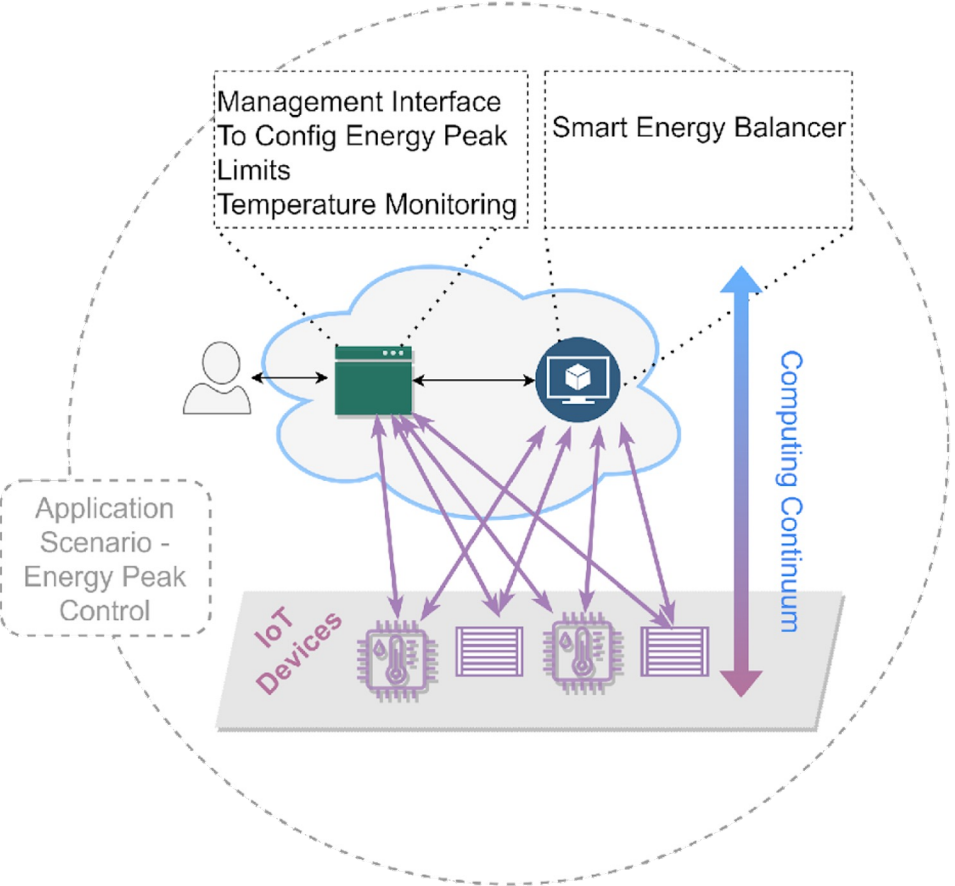 Management Interface
To Config Energy Peak
Limits
Temperature Monitoring
Smart Energy Balancer
Computing Continuum
Application
Scenario -
Energy Peak
Control
IoT
Devices